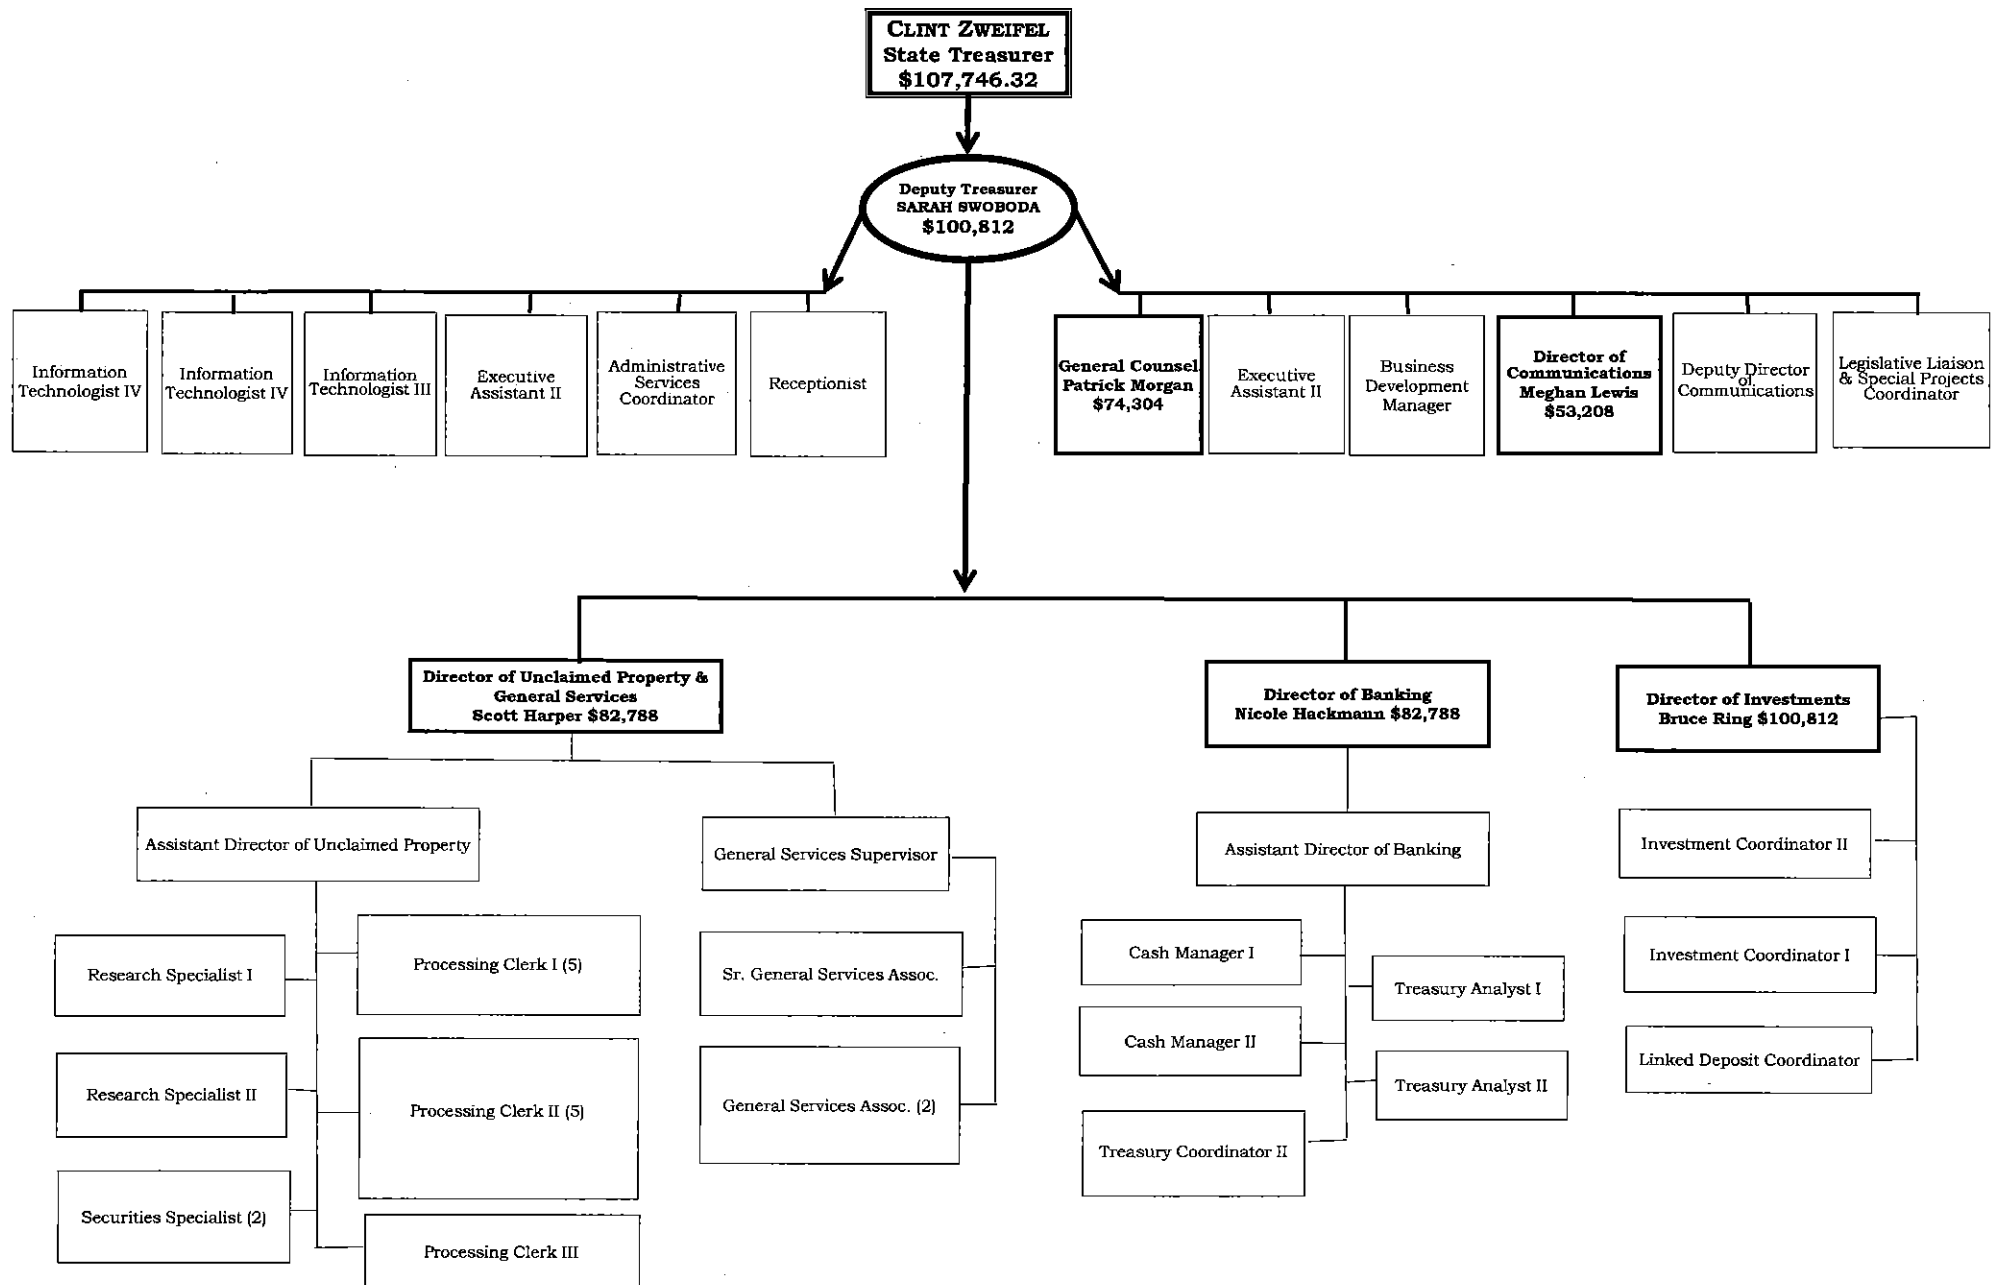 CLINT ZWEIFEL
State Treasurer
$107,746.32
Deputy Treasurer
SARAH SWOBODA
$100,812
Information
Technologist IV
Information
Technologist IV
Information
Technologist III
Executive
Assistant II
Administrative
Services
Coordinator
Receptionist
General Counsel
Patrick Morgan
$74,304
Executive
Assistant II
Business
Development
Manager
Director of
Communications
Meghan Lewis
$53,208
Deputy Director
of
Communications
Legislative Liaison
& Special Projects
Coordinator
Director of Unclaimed Property &
General Services
Scott Harper $82,788
Director of Banking
Nicole Hackmann $82,788
Director of Investments
Bruce Ring $100,812
Assistant Director of Unclaimed Property
General Services Supervisor
Assistant Director of Banking
Investment Coordinator II
Research Specialist I
Processing Clerk I (5)
Sr. General Services Assoc.
Cash Manager I
Treasury Analyst I
Investment Coordinator I
Research Specialist II
Processing Clerk II (5)
General Services Assoc. (2)
Cash Manager II
Treasury Analyst II
Linked Deposit Coordinator
Treasury Coordinator II
Securities Specialist (2)
Processing Clerk III